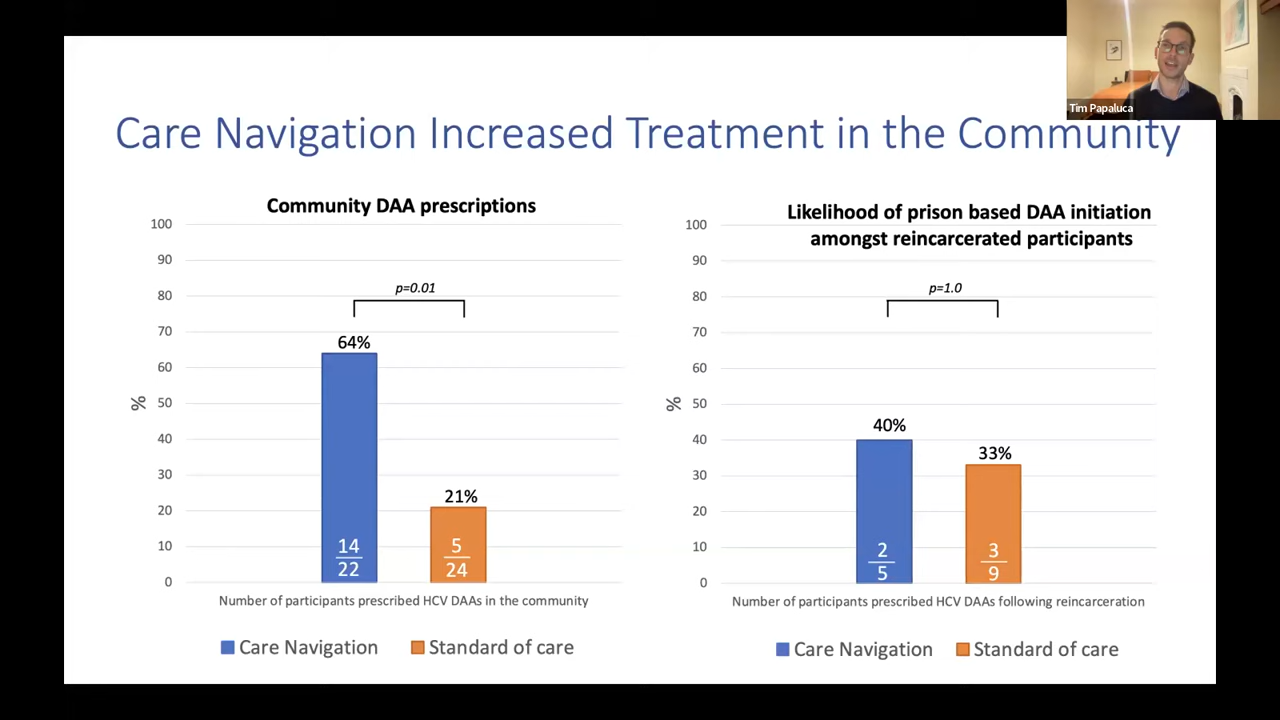 Tim Papaluca
Care Navigation Increased Treatment in the Community
Community DAA prescriptions
100
90
80
70
60
50
40
30
20
10
0
%
p=0.01
64%
21%
14
22
5
24
Number of participants prescribed HCV DAAs in the community
Care Navigation
Standard of care
Likelihood of prison based DAA initiation
amongst reincarcerated participants
100
90
80
70
60
50
40
30
20
10
0
%
p=1.0
40%
33%
2
5
3
9
Number of participants prescribed HCV DAAs following reincarceration
Care Navigation
Standard of care